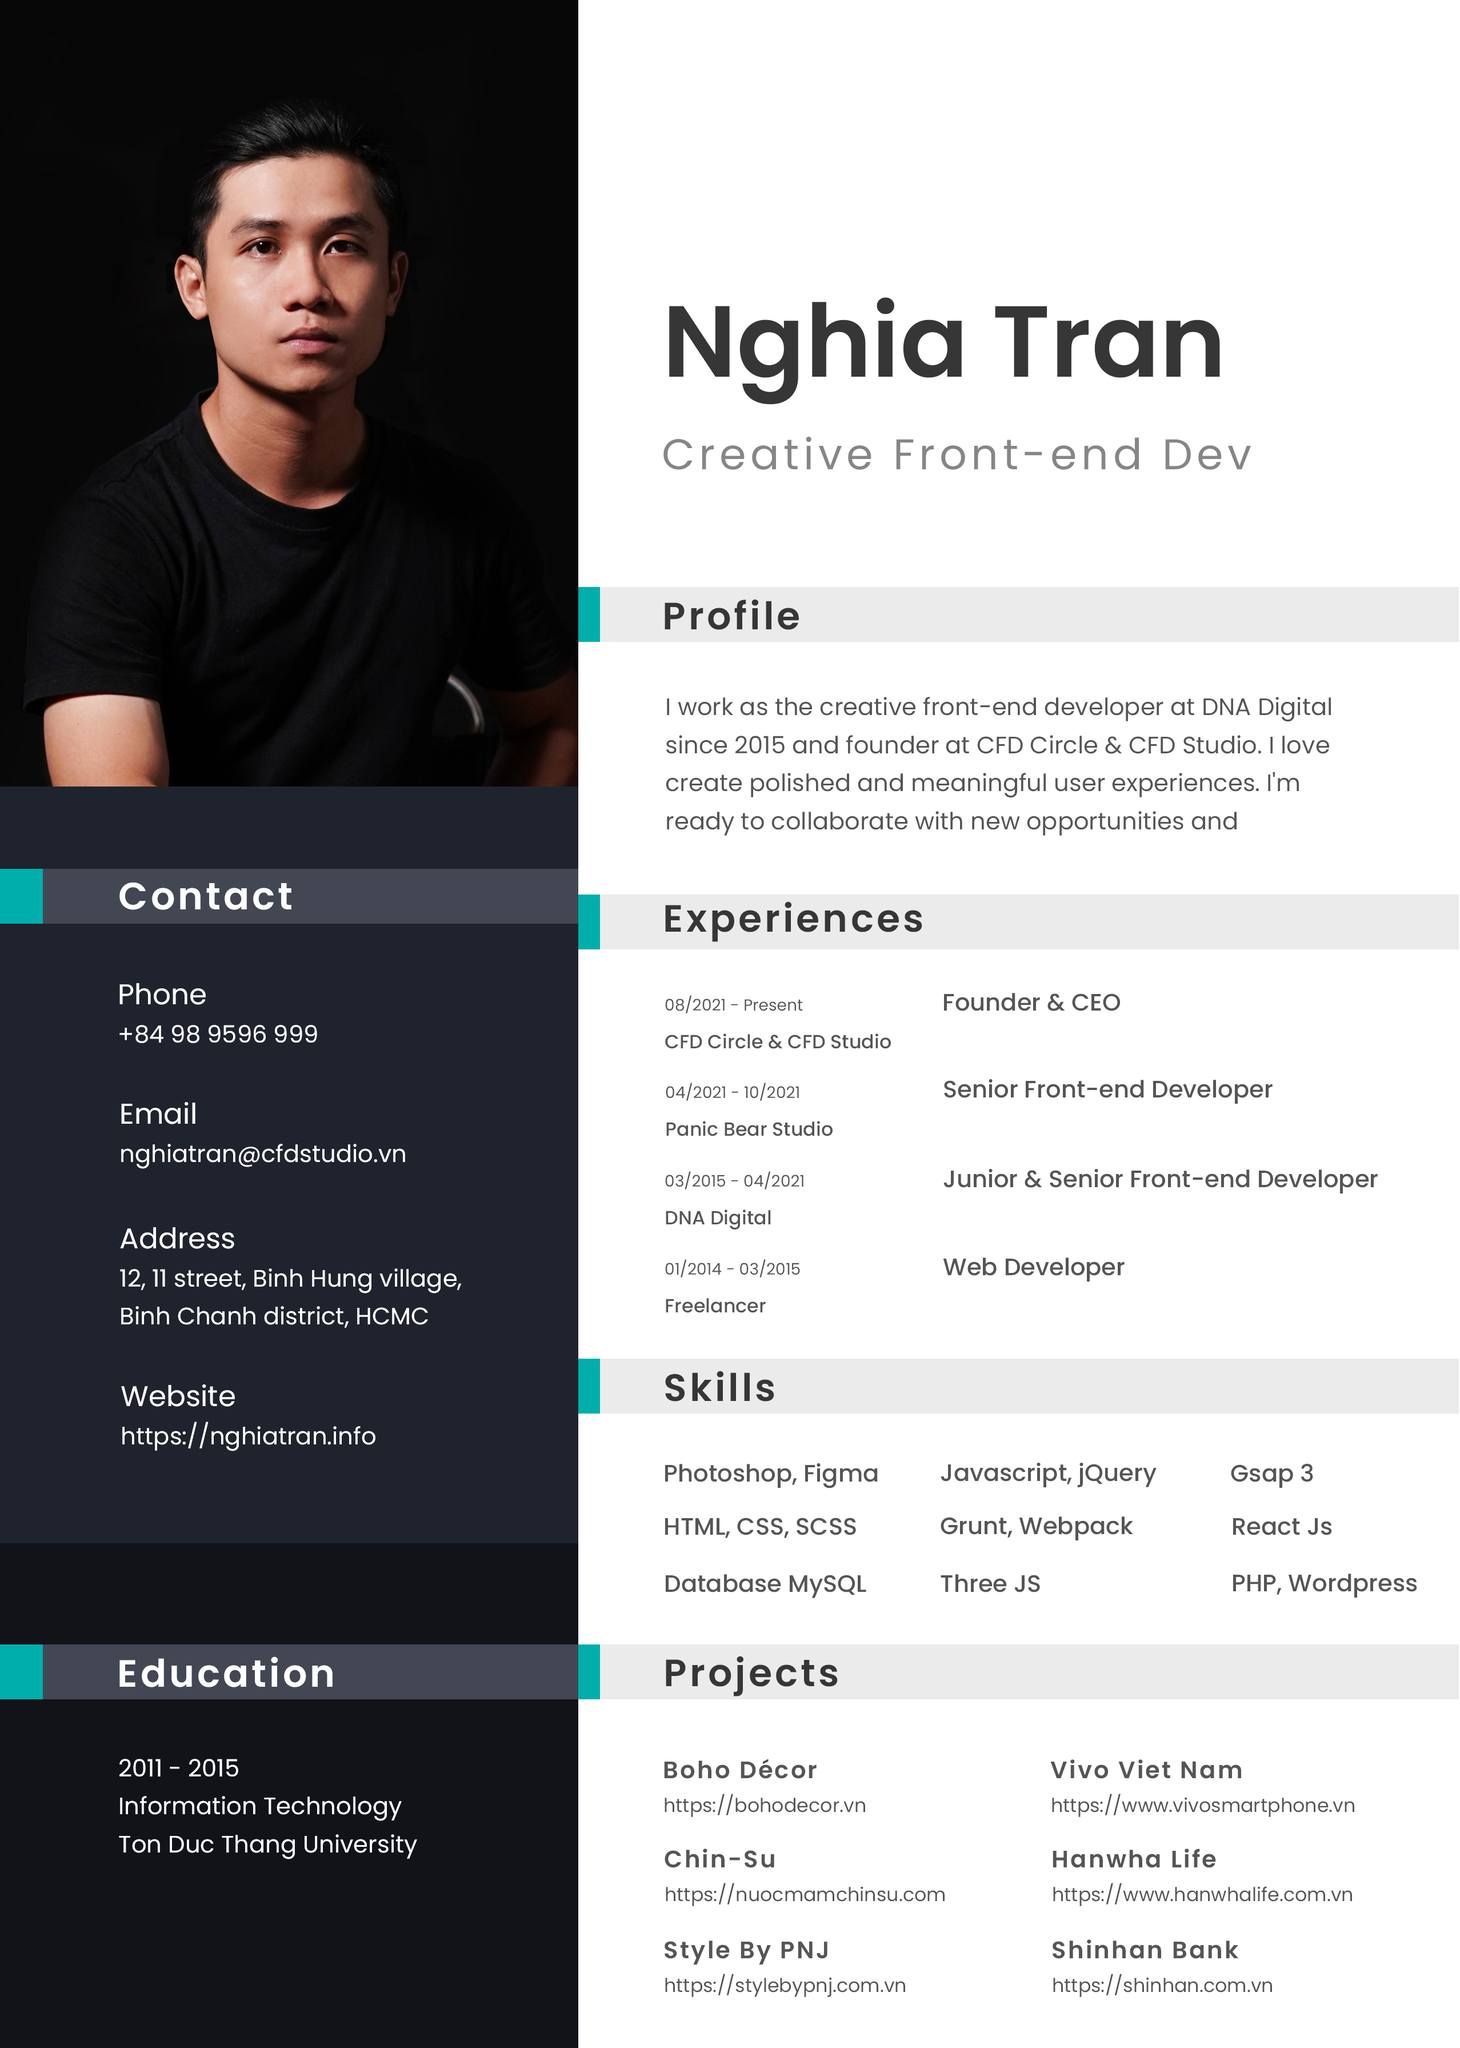 Nghia Tran
Creative Front-end Dev
Profile
I work as the creative front-end developer at DNA Digital
since 2015 and founder at CFD Circle & CFD Studio. I love
create polished and meaningful user experiences. I'm
ready to collaborate with new opportunities and
Contact
Phone
+84 98 9596 999
Email
nghiatran@cfdstudio.vn
Address
12, 11 street, Binh Hung village,
Binh Chanh district, HCMC
Website
https://nghiatran.info
Education
2011 - 2015
Information Technology
Ton Duc Thang University
Experiences
08/2021 - Present
Founder & CEO
CFD Circle & CFD Studio
04/2021 - 10/2021
Senior Front-end Developer
Panic Bear Studio
03/2015 - 04/2021
Junior & Senior Front-end Developer
DNA Digital
01/2014 - 03/2015
Web Developer
Freelancer
Skills
Photoshop, Figma
Javascript, jQuery
Gsap 3
HTML, CSS, SCSS
Grunt, Webpack
React Js
Database MySQL
Three JS
PHP, Wordpress
Projects
Boho Décor
https://bohodecor.vn
Vivo Viet Nam
https://www.vivosmartphone.vn
Chin-Su
https://nuocmamchinsu.com
Hanwha Life
https://www.hanwhalife.com.vn
Style By PNJ
https://stylebypnj.com.vn
Shinhan Bank
https://shinhan.com.vn